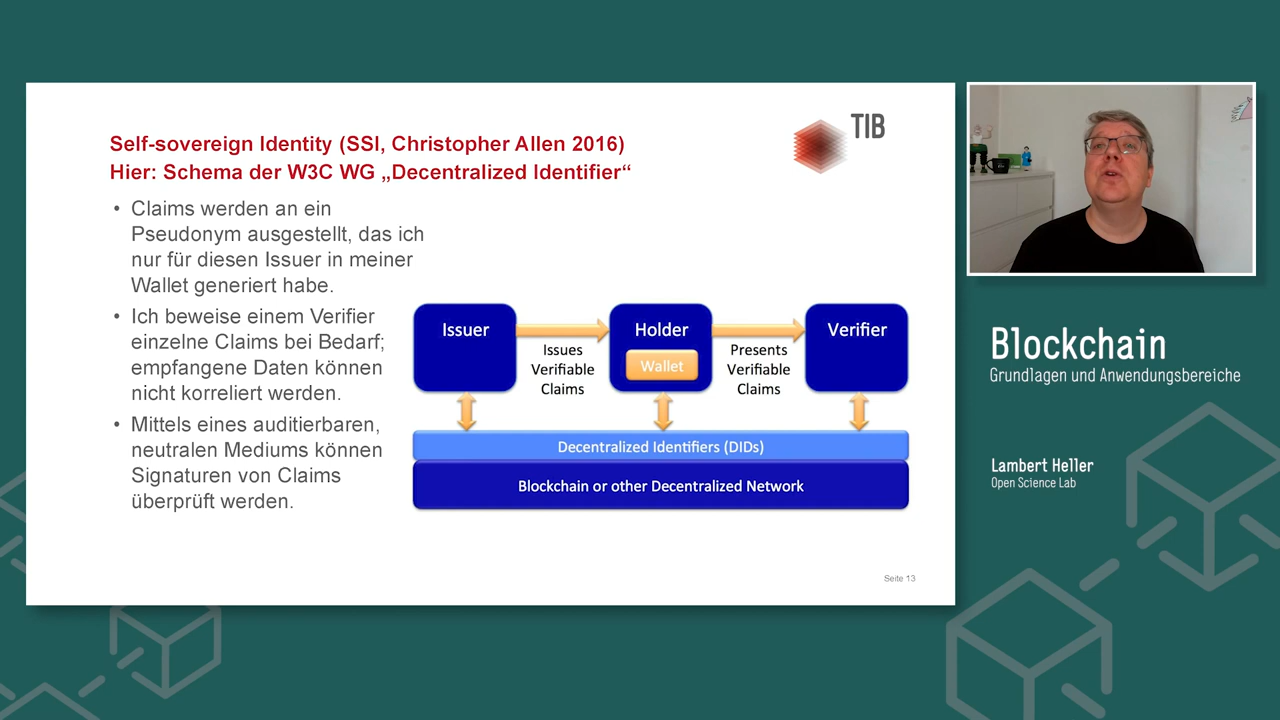 Self-sovereign Identity (SSI, Christopher Allen 2016)
Hier: Schema der W3C WG „Decentralized Identifier“
TIB
• Claims werden an ein
Pseudonym ausgestellt, das ich
nur für diesen Issuer in meiner
Wallet generiert habe.
• Ich beweise einem Verifier
einzelne Claims bei Bedarf;
empfangene Daten können
nicht korreliert werden.
• Mittels eines auditierbaren,
neutralen Mediums können
Signaturen von Claims
überprüft werden.
Issuer
Issues
Verifiable
Claims
Holder
Wallet
Presents
Verifiable
Claims
Verifier
Decentralized Identifiers (DIDs)
Blockchain or other Decentralized Network
Seite 13
Blockchain
Grundlagen und Anwendungsbereiche
Lambert Heller
Open Science Lab